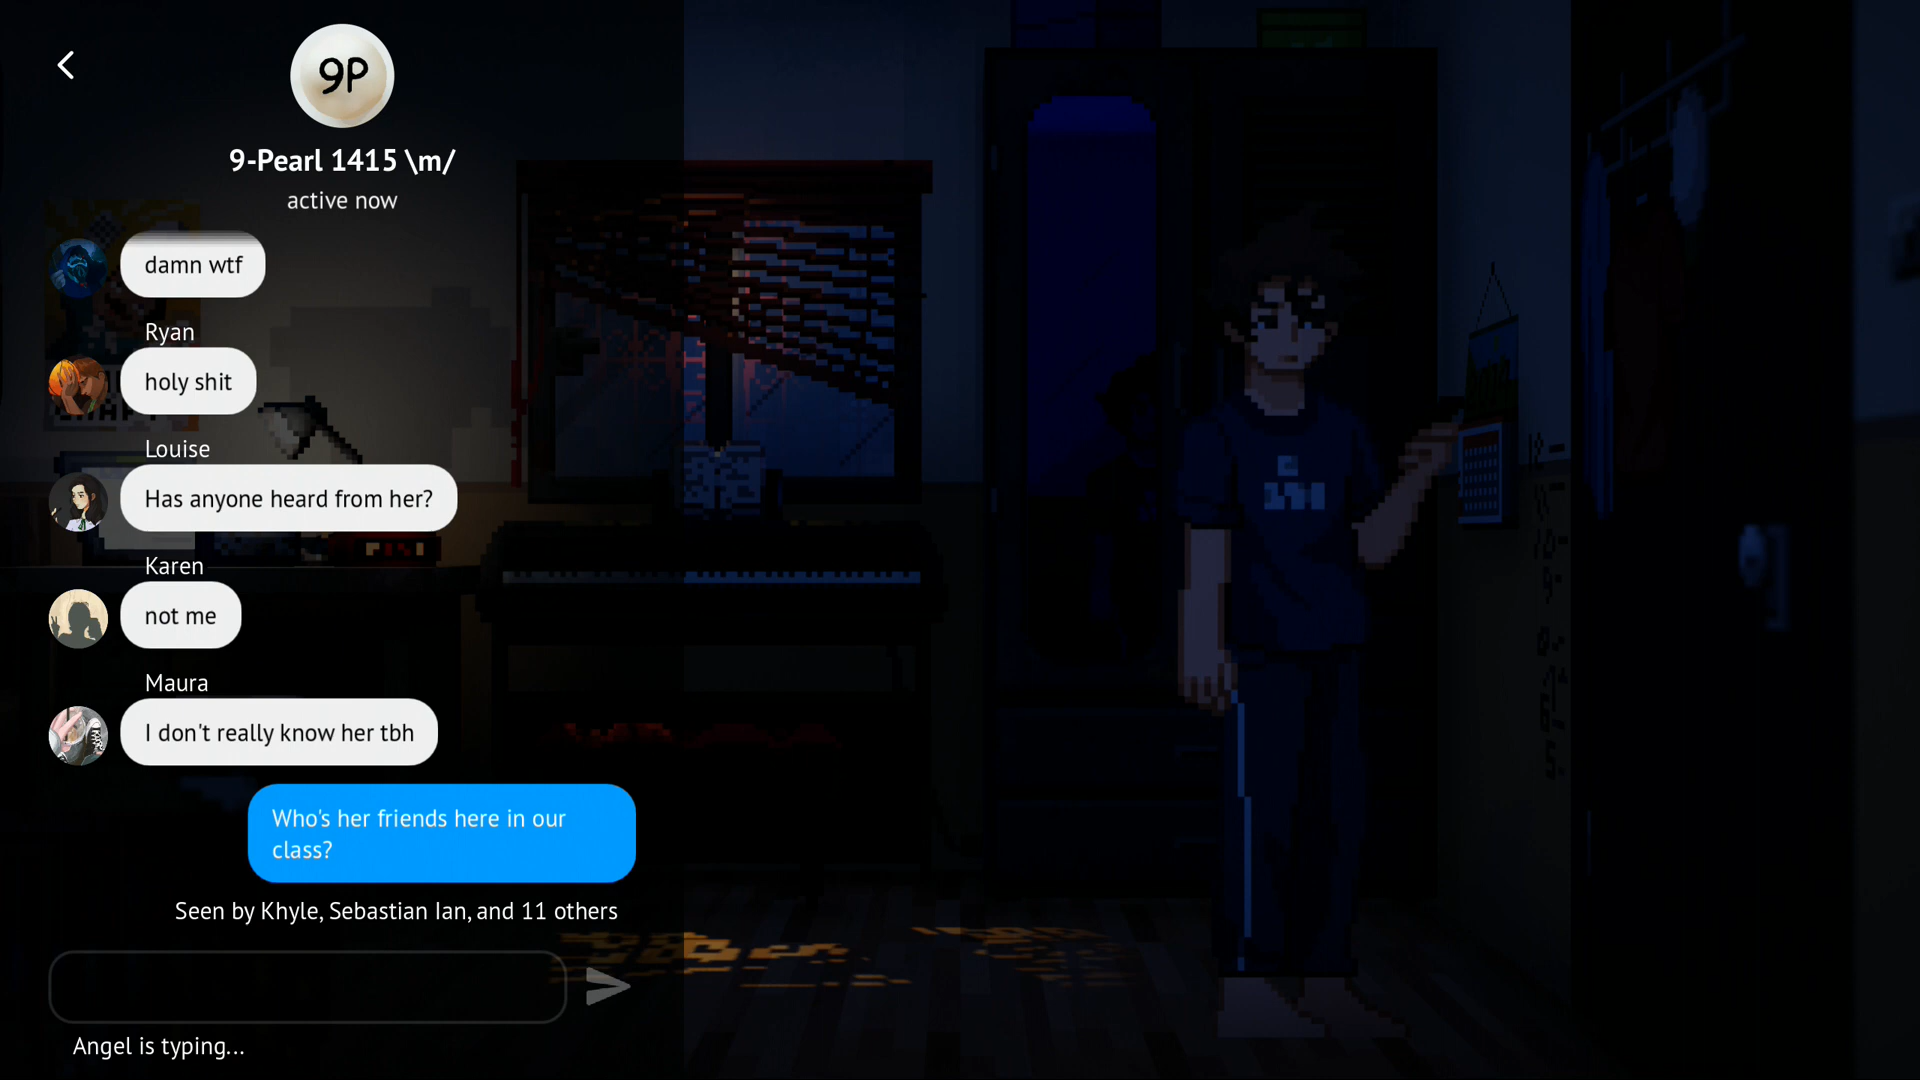 9P
9-Pearl 1415 \m/
active now
damn wtf
Ryan
holy shit
Louise
Has anyone heard from her?
Karen
not me
Maura
I don't really know her tbh
Who's her friends here in our
class?
Seen by Khyle, Sebastian Ian, and 11 others
Angel is typing...